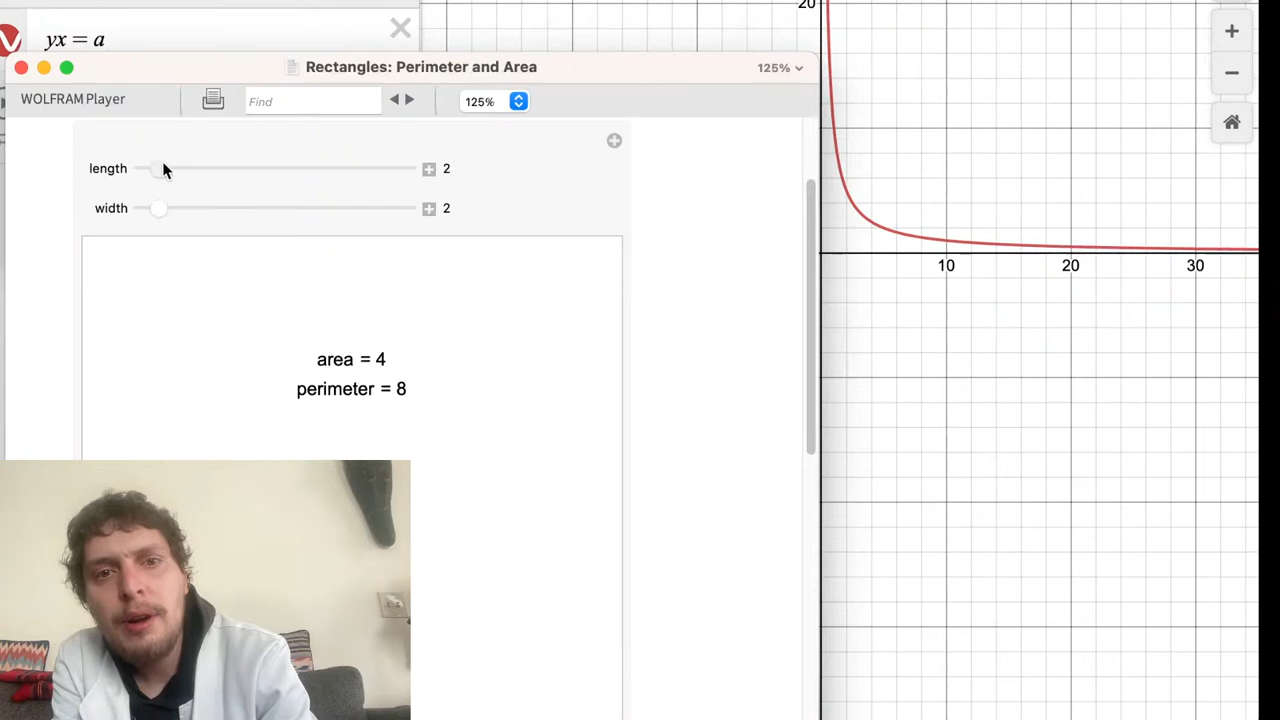 20
yx = a
Rectangles: Perimeter and Area
125%
WOLFRAM Player
Find
125%
length
2
width
2
area = 4
perimeter = 8
10
20
30